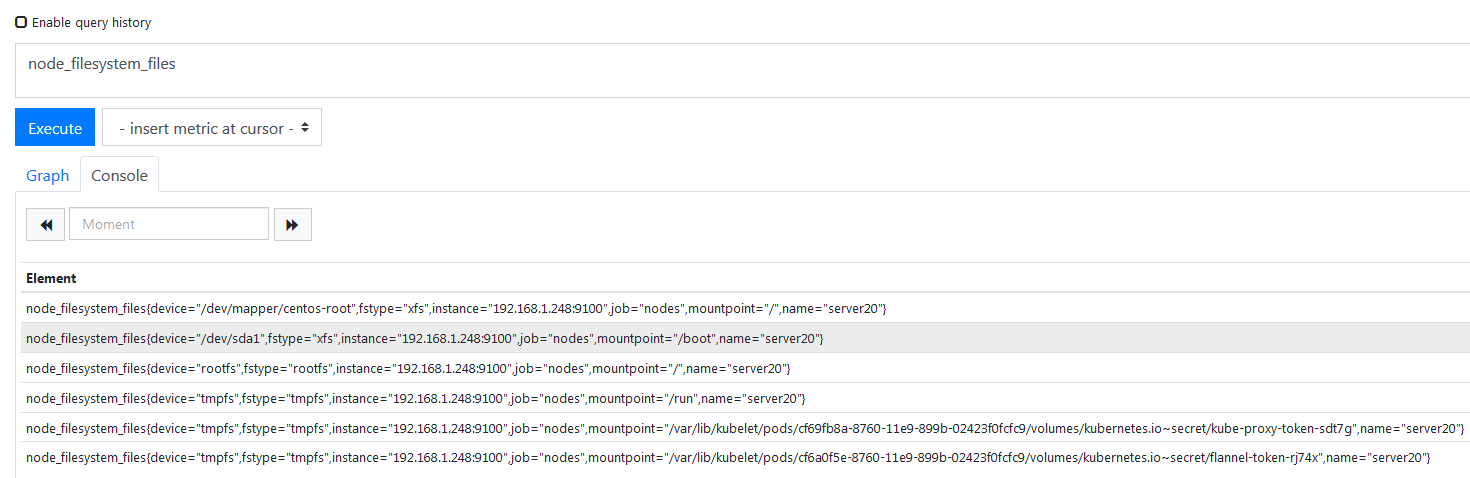 Enable query history
node_filesystem_files
Execute - insert metric at cursor -
Graph Console
Moment
Element
node_filesystem_files{device="/dev/mapper/centos-root",fstype="xfs",instance="192.168.1.248:9100",job="nodes",mountpoint="/",name="server20"}
node_filesystem_files{device="/dev/sda1",fstype="xfs",instance="192.168.1.248:9100",job="nodes",mountpoint="/boot",name="server20"}
node_filesystem_files{device="rootfs",fstype="rootfs",instance="192.168.1.248:9100",job="nodes",mountpoint="/",name="server20"}
node_filesystem_files{device="tmpfs",fstype="tmpfs",instance="192.168.1.248:9100",job="nodes",mountpoint="/run",name="server20"}
node_filesystem_files{device="tmpfs",fstype="tmpfs",instance="192.168.1.248:9100",job="nodes",mountpoint="/var/lib/kubelet/pods/cf69fb8a-8760-11e9-899b-02423f0fcfc9/volumes/kubernetes.io~secret/kube-proxy-token-sdt7g",name="server20"}
node_filesystem_files{device="tmpfs",fstype="tmpfs",instance="192.168.1.248:9100",job="nodes",mountpoint="/var/lib/kubelet/pods/cf6a0f5e-8760-11e9-899b-02423f0fcfc9/volumes/kubernetes.io~secret/flannel-token-rj74x",name="server20"}